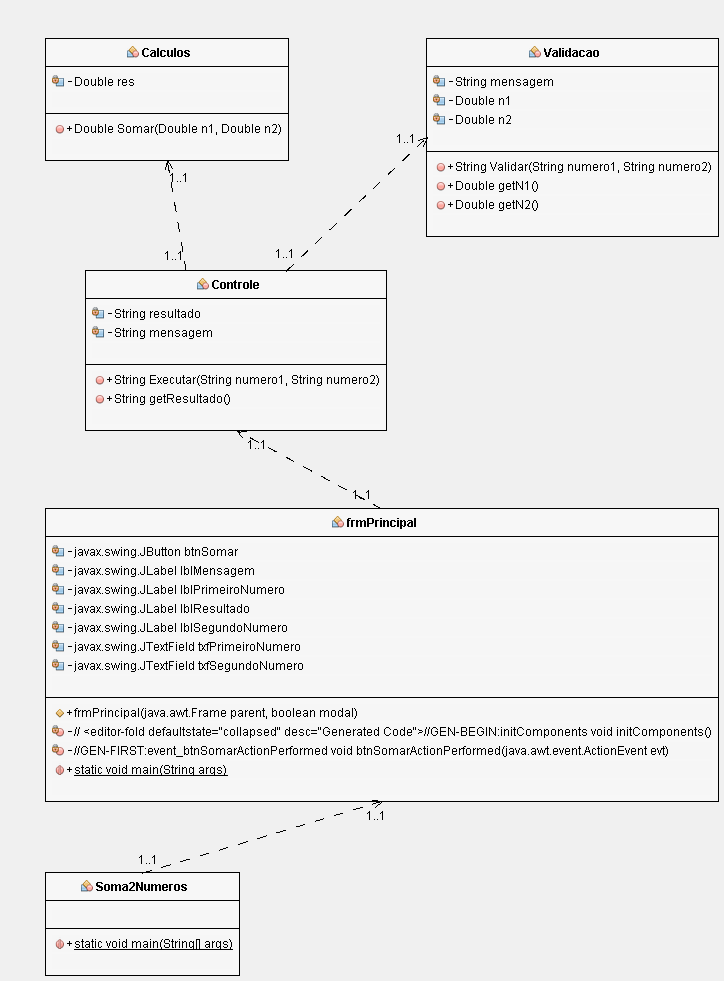 Calculos
-Double res
+Double Somar(Double n1, Double n2)
Validacao
-String mensagem
-Double n1
-Double n2
+String Validar(String numero1, String numero2)
+Double getN1()
+Double getN2()
1..1
1..1
1..1
1..1
Controle
-String resultado
-String mensagem
+String Executar(String numero1, String numero2)
+String getResultado()
1..1
1..1
frmPrincipal
-javax.swing.JButton btnSomar
-javax.swing.JLabel lblMensagem
-javax.swing.JLabel lblPrimeiroNumero
-javax.swing.JLabel lblResultado
-javax.swing.JLabel lblSegundoNumero
-javax.swing.JTextField txfPrimeiroNumero
-javax.swing.JTextField txfSegundoNumero
+frmPrincipal(java.awt.Frame parent, boolean modal)
-// <editor-fold defaultstate="collapsed" desc="Generated Code">//GEN-BEGIN:initComponents void initComponents()
-//GEN-FIRST:event_btnSomarActionPerformed void btnSomarActionPerformed(java.awt.event.ActionEvent evt)
+static void main(String args)
1..1
1..1
Soma2Numeros
+static void main(String[] args)